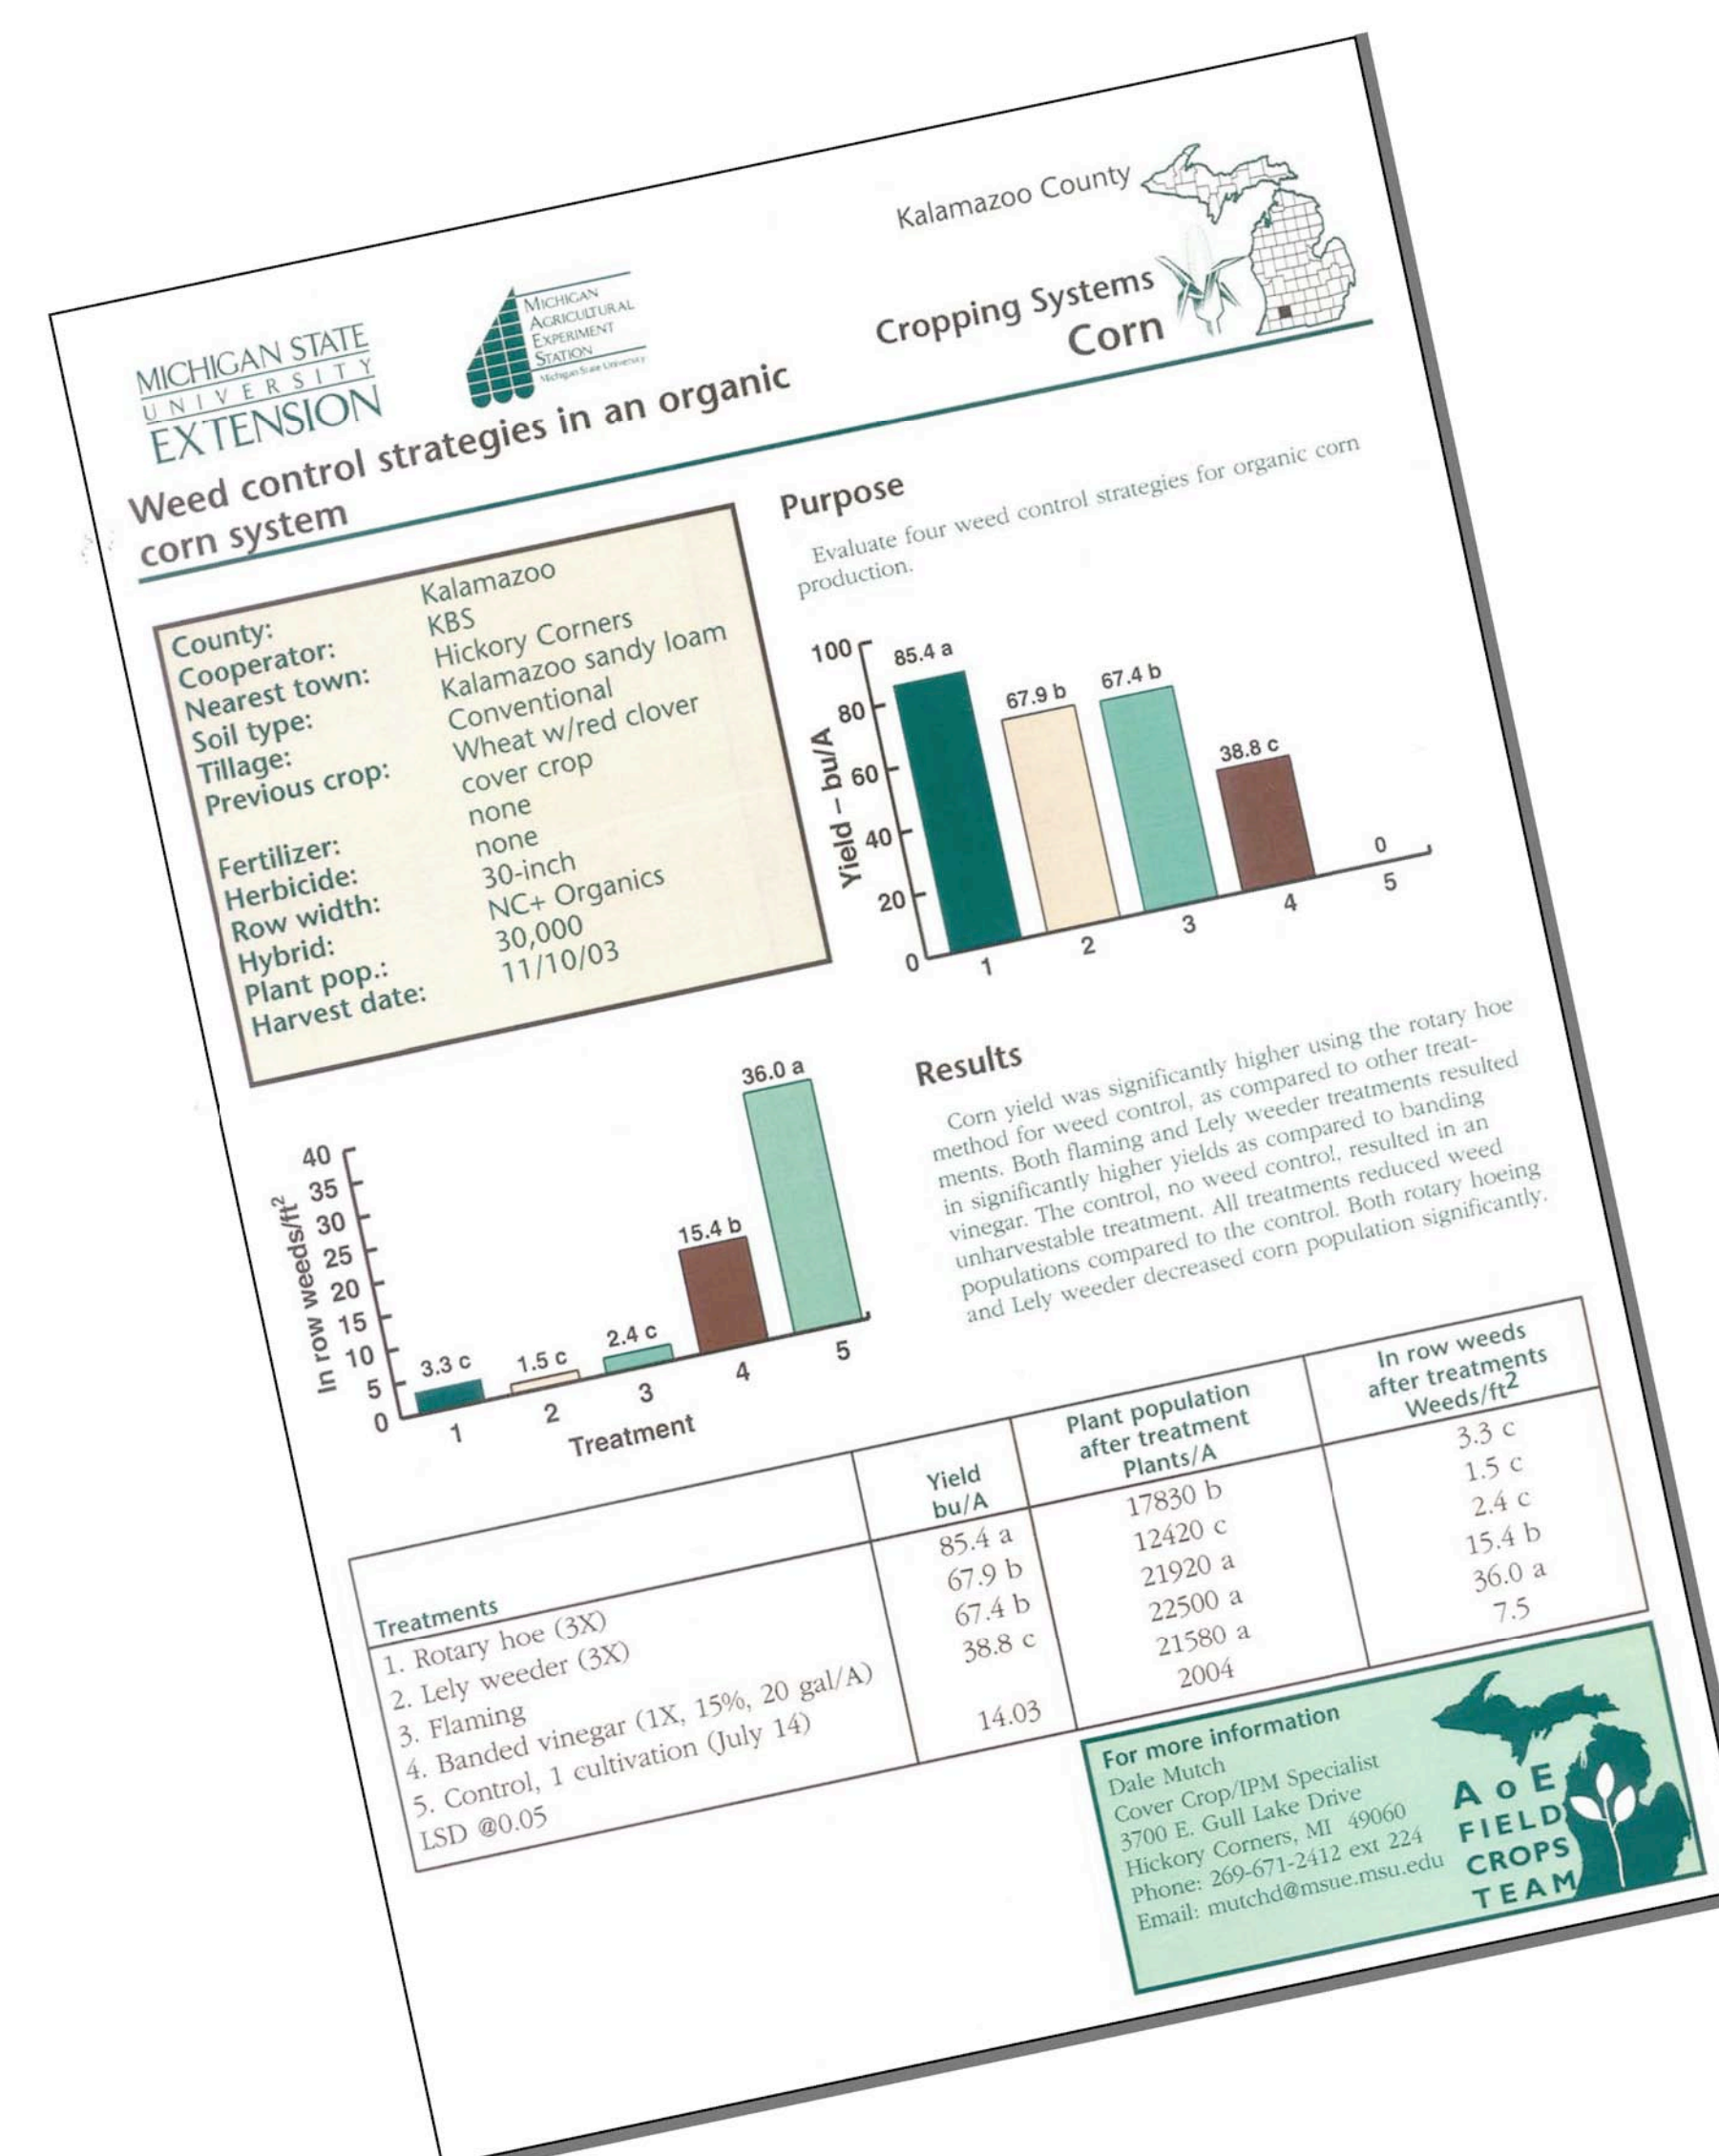 Kalamazoo County
MICHIGAN STATE
UNIVERSITY
EXTENSION
MICHIGAN
AGRICULTURAL
EXPERIMENT
STATION
Michigan State University
Cropping Systems
Corn
Weed control strategies in an organic
corn system
County: Kalamazoo
Cooperator: KBS
Nearest town: Hickory Corners
Soil type: Kalamazoo sandy loam
Tillage: Conventional
Previous crop: Wheat w/red clover
cover crop
Fertilizer: none
Herbicide: none
Row width: 30-inch
Hybrid: NC+ Organics
Plant pop.: 30,000
Harvest date: 11/10/03
Purpose
Evaluate four weed control strategies for organic corn
production.
Yield – bu/A
100
80
60
40
20
0
85.4 a
67.9 b
67.4 b
38.8 c
0
1 2 3 4 5
In row weeds/ft2
40
35
30
25
20
15
10
5
0
3.3 c
1.5 c
2.4 c
15.4 b
36.0 a
1 2 3 4 5
Treatment
Results
Corn yield was significantly higher using the rotary hoe
method for weed control, as compared to other treat-
ments. Both flaming and Lely weeder treatments resulted
in significantly higher yields as compared to banding
vinegar. The control, no weed control, resulted in an
unharvestable treatment. All treatments reduced weed
populations compared to the control. Both rotary hoeing
and Lely weeder decreased corn population significantly.
Treatments
Yield
bu/A
Plant population
after treatment
Plants/A
In row weeds
after treatments
Weeds/ft2
1. Rotary hoe (3X) 85.4 a 17830 b 3.3 c
2. Lely weeder (3X) 67.9 b 12420 c 1.5 c
3. Flaming 67.4 b 21920 a 2.4 c
4. Banded vinegar (1X, 15%, 20 gal/A) 38.8 c 22500 a 15.4 b
5. Control, 1 cultivation (July 14) 21580 a 36.0 a
LSD @0.05 14.03 2004 7.5
For more information
Dale Mutch
Cover Crop/IPM Specialist
3700 E. Gull Lake Drive
Hickory Corners, MI 49060
Phone: 269-671-2412 ext 224
Email: mutchd@msue.msu.edu
A o E
FIELD
CROPS
TEAM